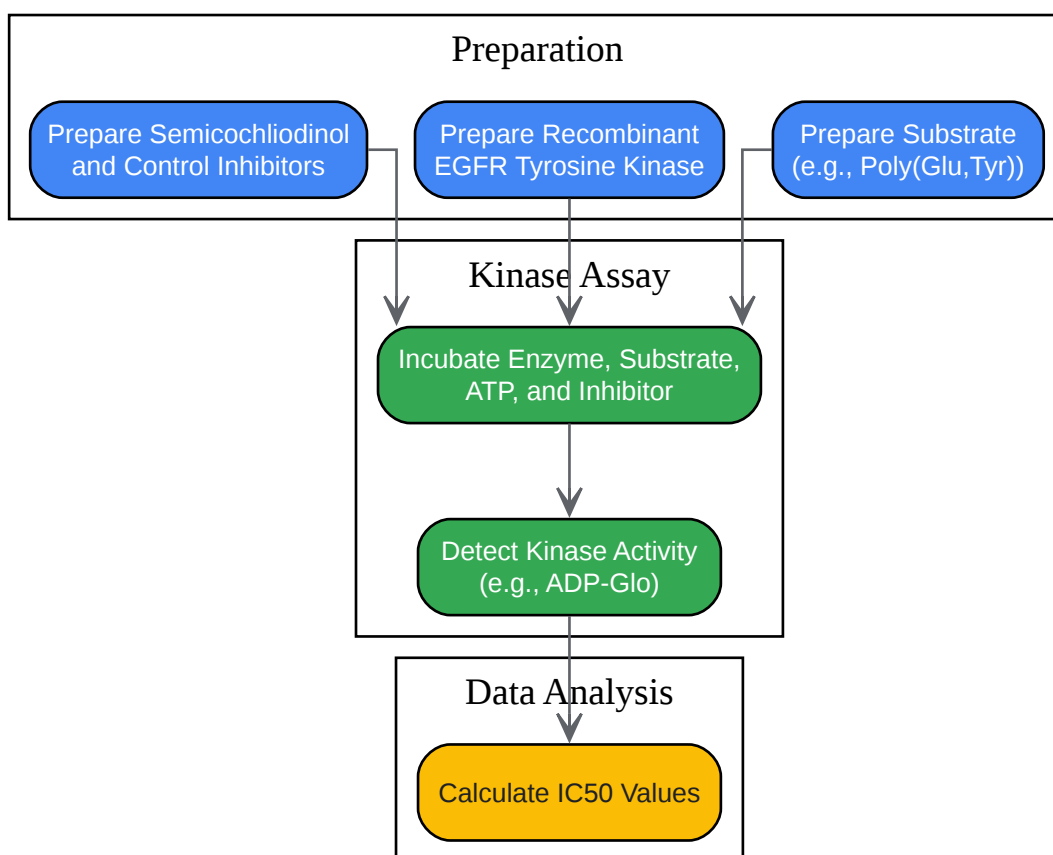 Preparation
Prepare Semicochliodinol
and Control Inhibitors
Prepare Recombinant
EGFR Tyrosine Kinase
Prepare Substrate
(e.g., Poly(Glu,Tyr))
Kinase Assay
Incubate Enzyme, Substrate,
ATP, and Inhibitor
Detect Kinase Activity
(e.g., ADP-Glo)
Data Analysis
Calculate IC50 Values